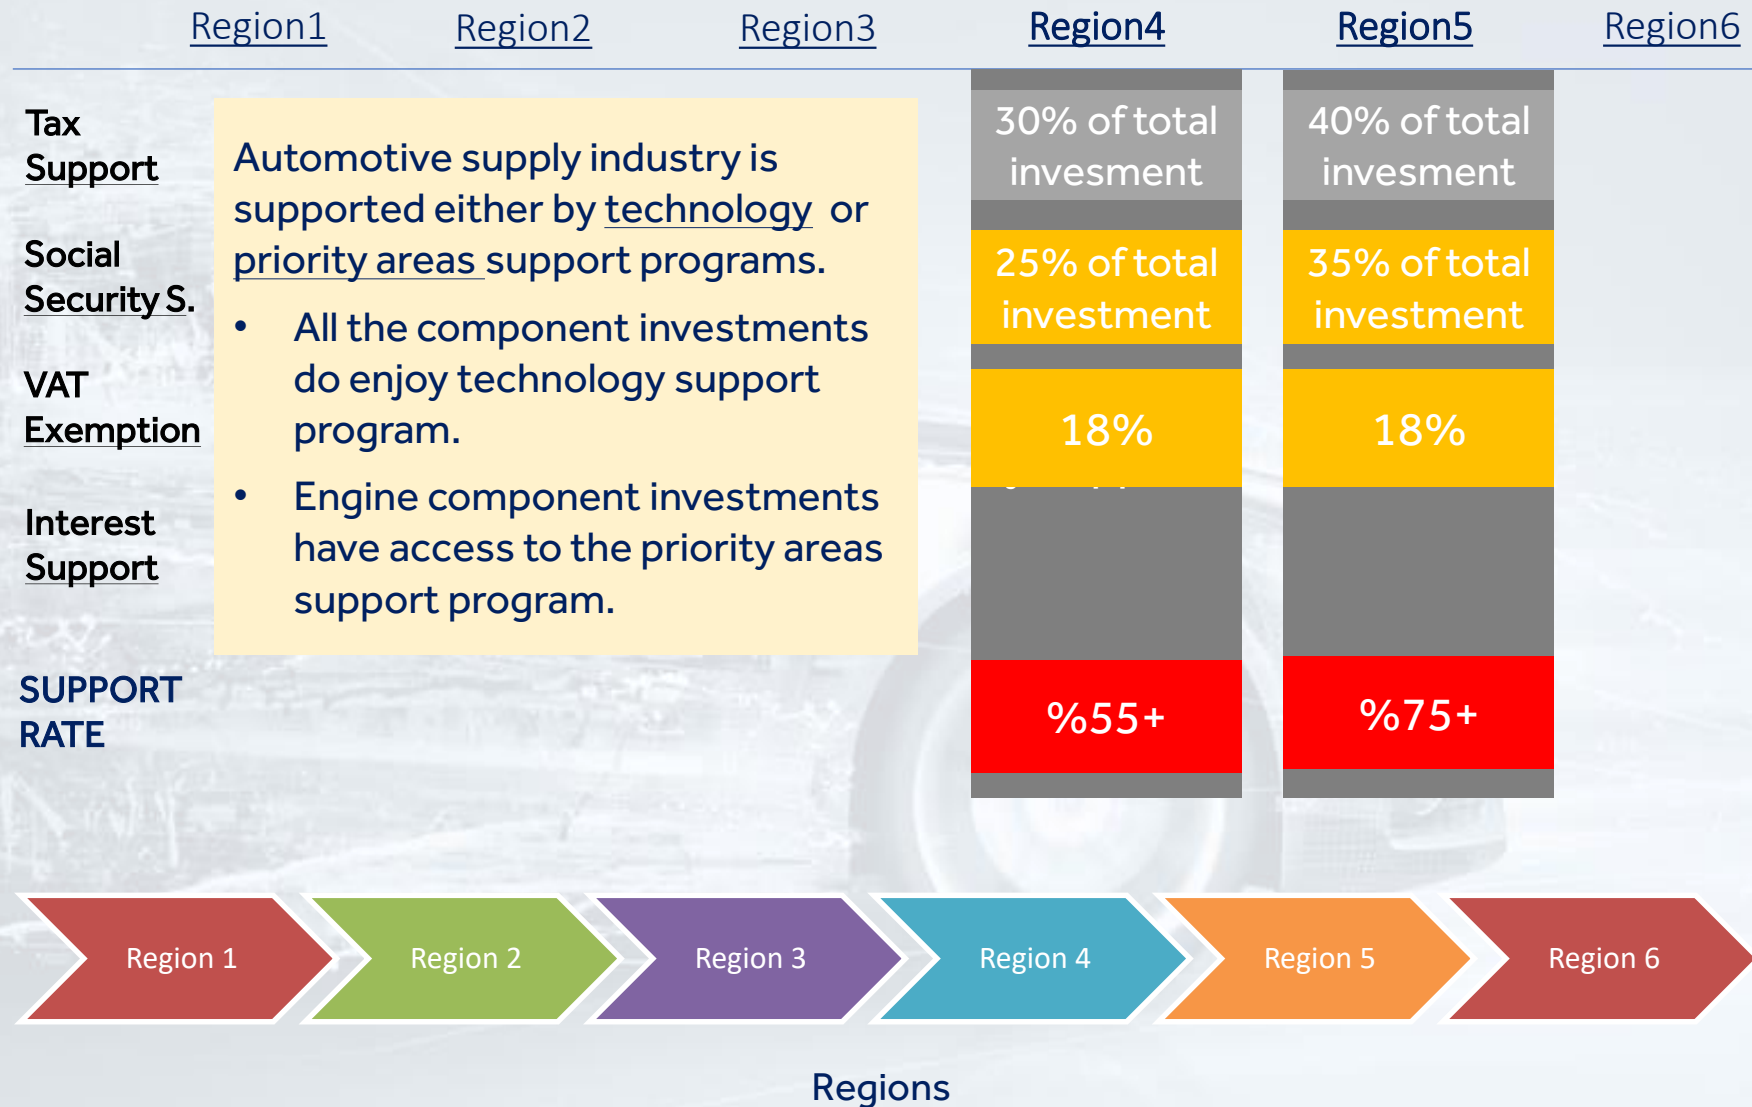 Region1 Region2 Region3 Region4 Region5 Region6
Tax
Support
30% of total
invesment
40% of total
invesment
Automotive supply industry is
supported either by technology or
priority areas support programs.
• All the component investments
do enjoy technology support
program.
• Engine component investments
have access to the priority areas
support program.
Social
Security S.
25% of total
investment
35% of total
investment
VAT
Exemption
18%
18%
Interest
Support
SUPPORT
RATE
%55+
%75+
Region 1 Region 2 Region 3 Region 4 Region 5 Region 6
Regions